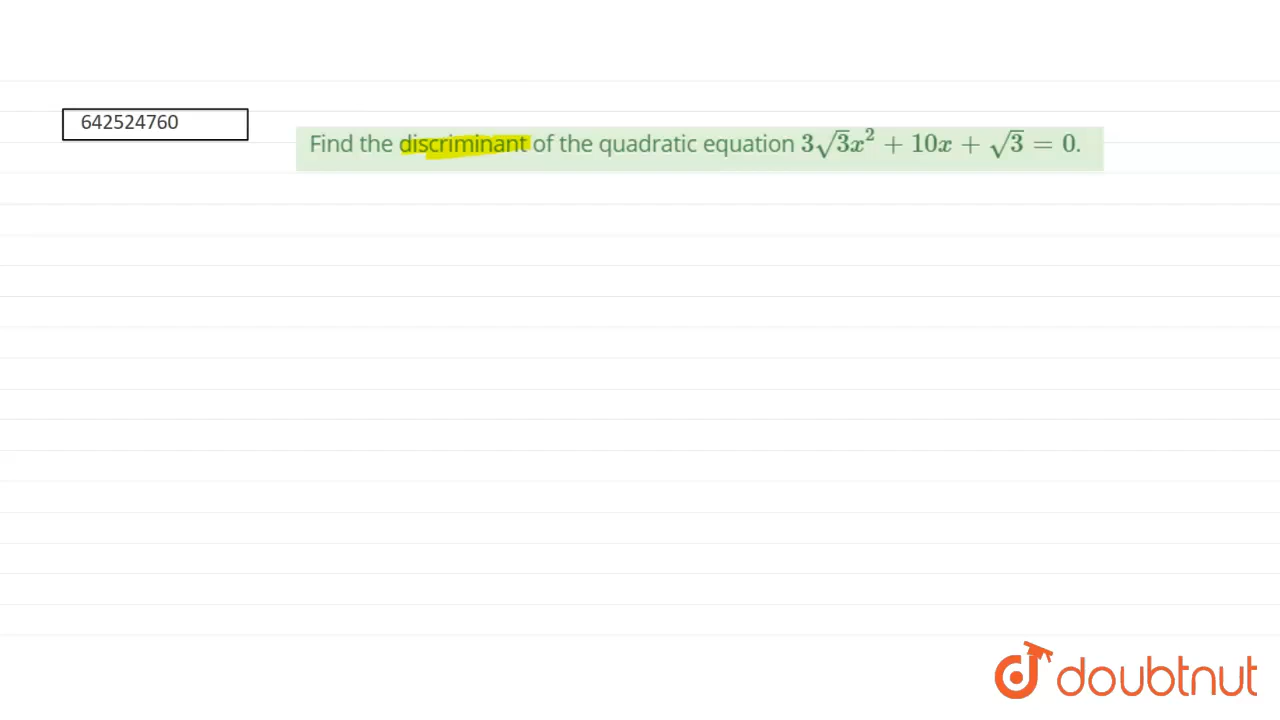 642524760
Find the discriminant of the quadratic equation 3√3x² + 10x + √3 = 0.
doubtnut